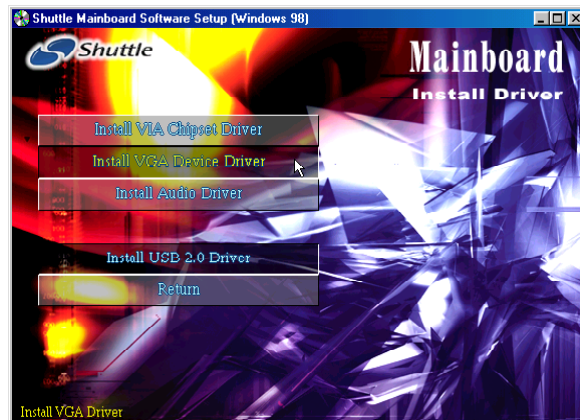 Shuttle Mainboard Software Setup (Windows 98)
Shuttle
Mainboard
Install Driver
Install VIA Chipset Driver
Install VGA Device Driver
Install Audio Driver
Install USB 2.0 Driver
Return
Install VGA Driver